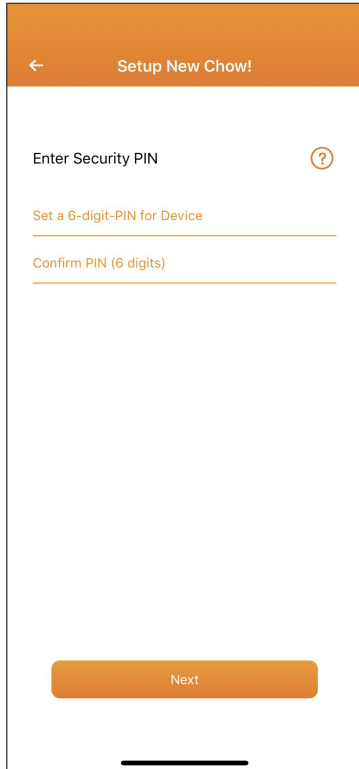 Setup New Chow!
Enter Security PIN
?
Set a 6-digit-PIN for Device
Confirm PIN (6 digits)
Next